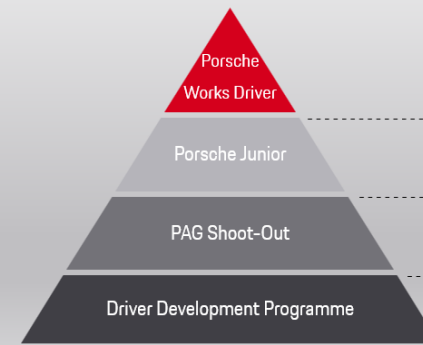 Porsche
Works Driver
Porsche Junior
PAG Shoot-Out
Driver Development Programme